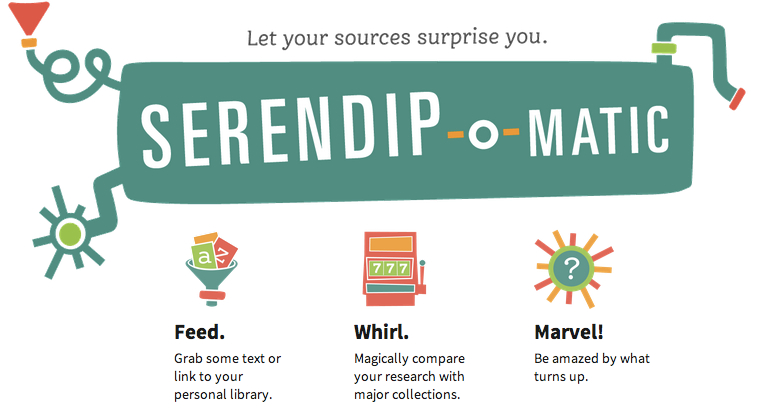 Let your sources surprise you.
SERENDIP-o-MATIC
a
777
?
Feed.
Whirl.
Marvel!
Grab some text or
link to your
personal library.
Magically compare
your research with
major collections.
Be amazed by what
turns up.